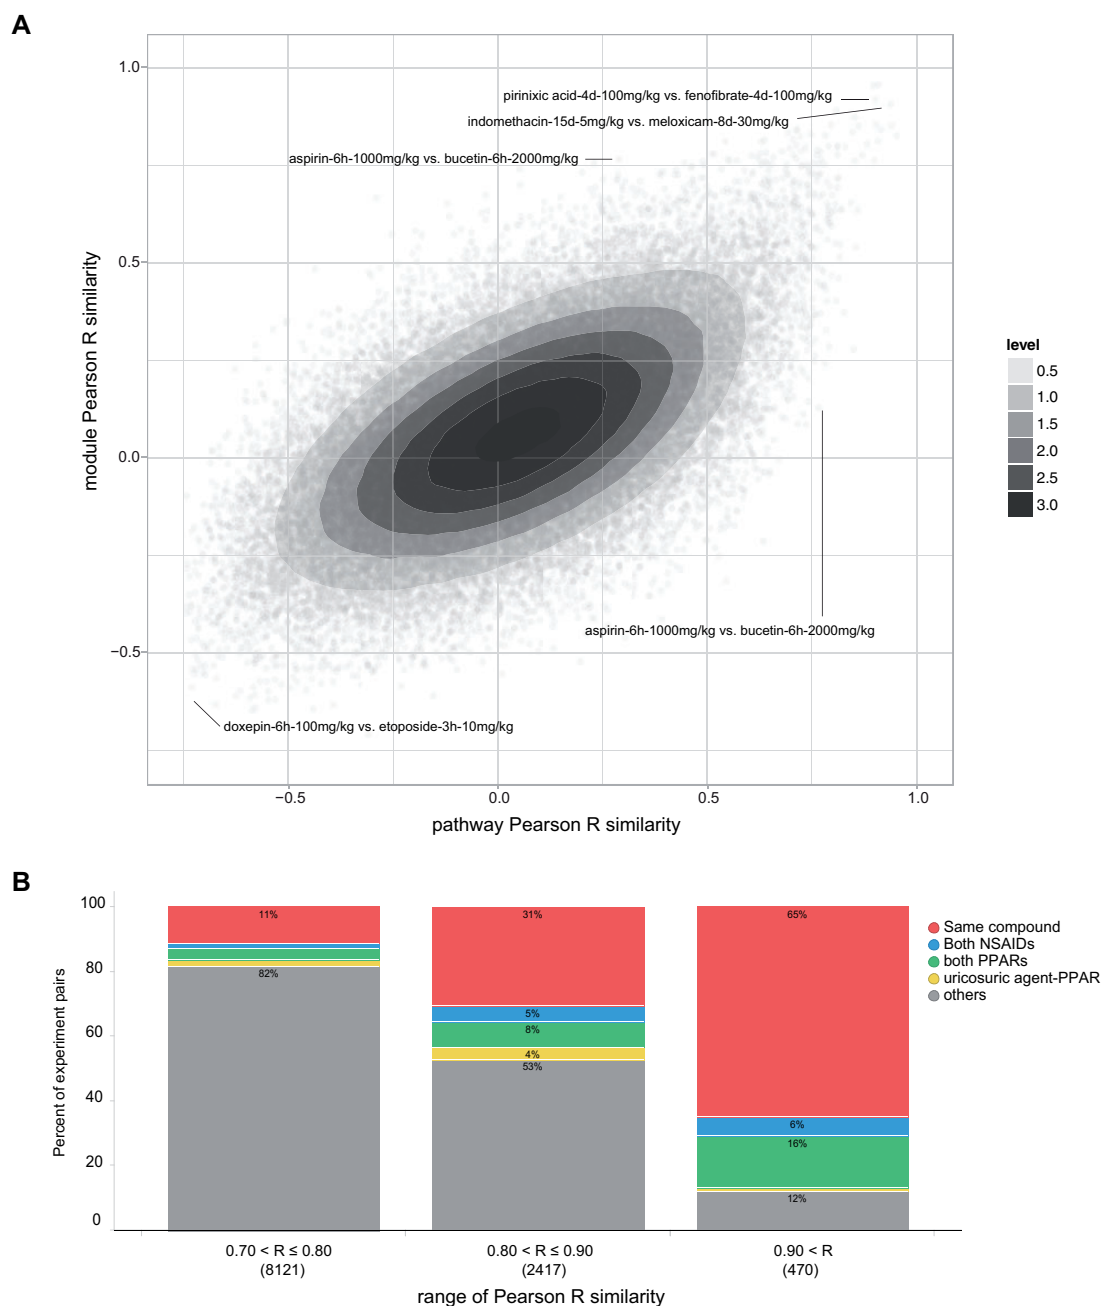 A
1.0
0.5
0.0
−0.5
module Pearson R similarity
pirinixic acid-4d-100mg/kg vs. fenofibrate-4d-100mg/kg
indomethacin-15d-5mg/kg vs. meloxicam-8d-30mg/kg
aspirin-6h-1000mg/kg vs. bucetin-6h-2000mg/kg
aspirin-6h-1000mg/kg vs. bucetin-6h-2000mg/kg
doxepin-6h-100mg/kg vs. etoposide-3h-10mg/kg
−0.5
0.0
0.5
1.0
pathway Pearson R similarity
level
0.5
1.0
1.5
2.0
2.5
3.0
B
Percent of experiment pairs
100
80
60
40
20
0
11%
82%
31%
5%
8%
4%
53%
65%
6%
16%
12%
Same compound
Both NSAIDs
both PPARs
uricosuric agent-PPAR
others
0.70 < R ≤ 0.80
(8121)
0.80 < R ≤ 0.90
(2417)
0.90 < R
(470)
range of Pearson R similarity